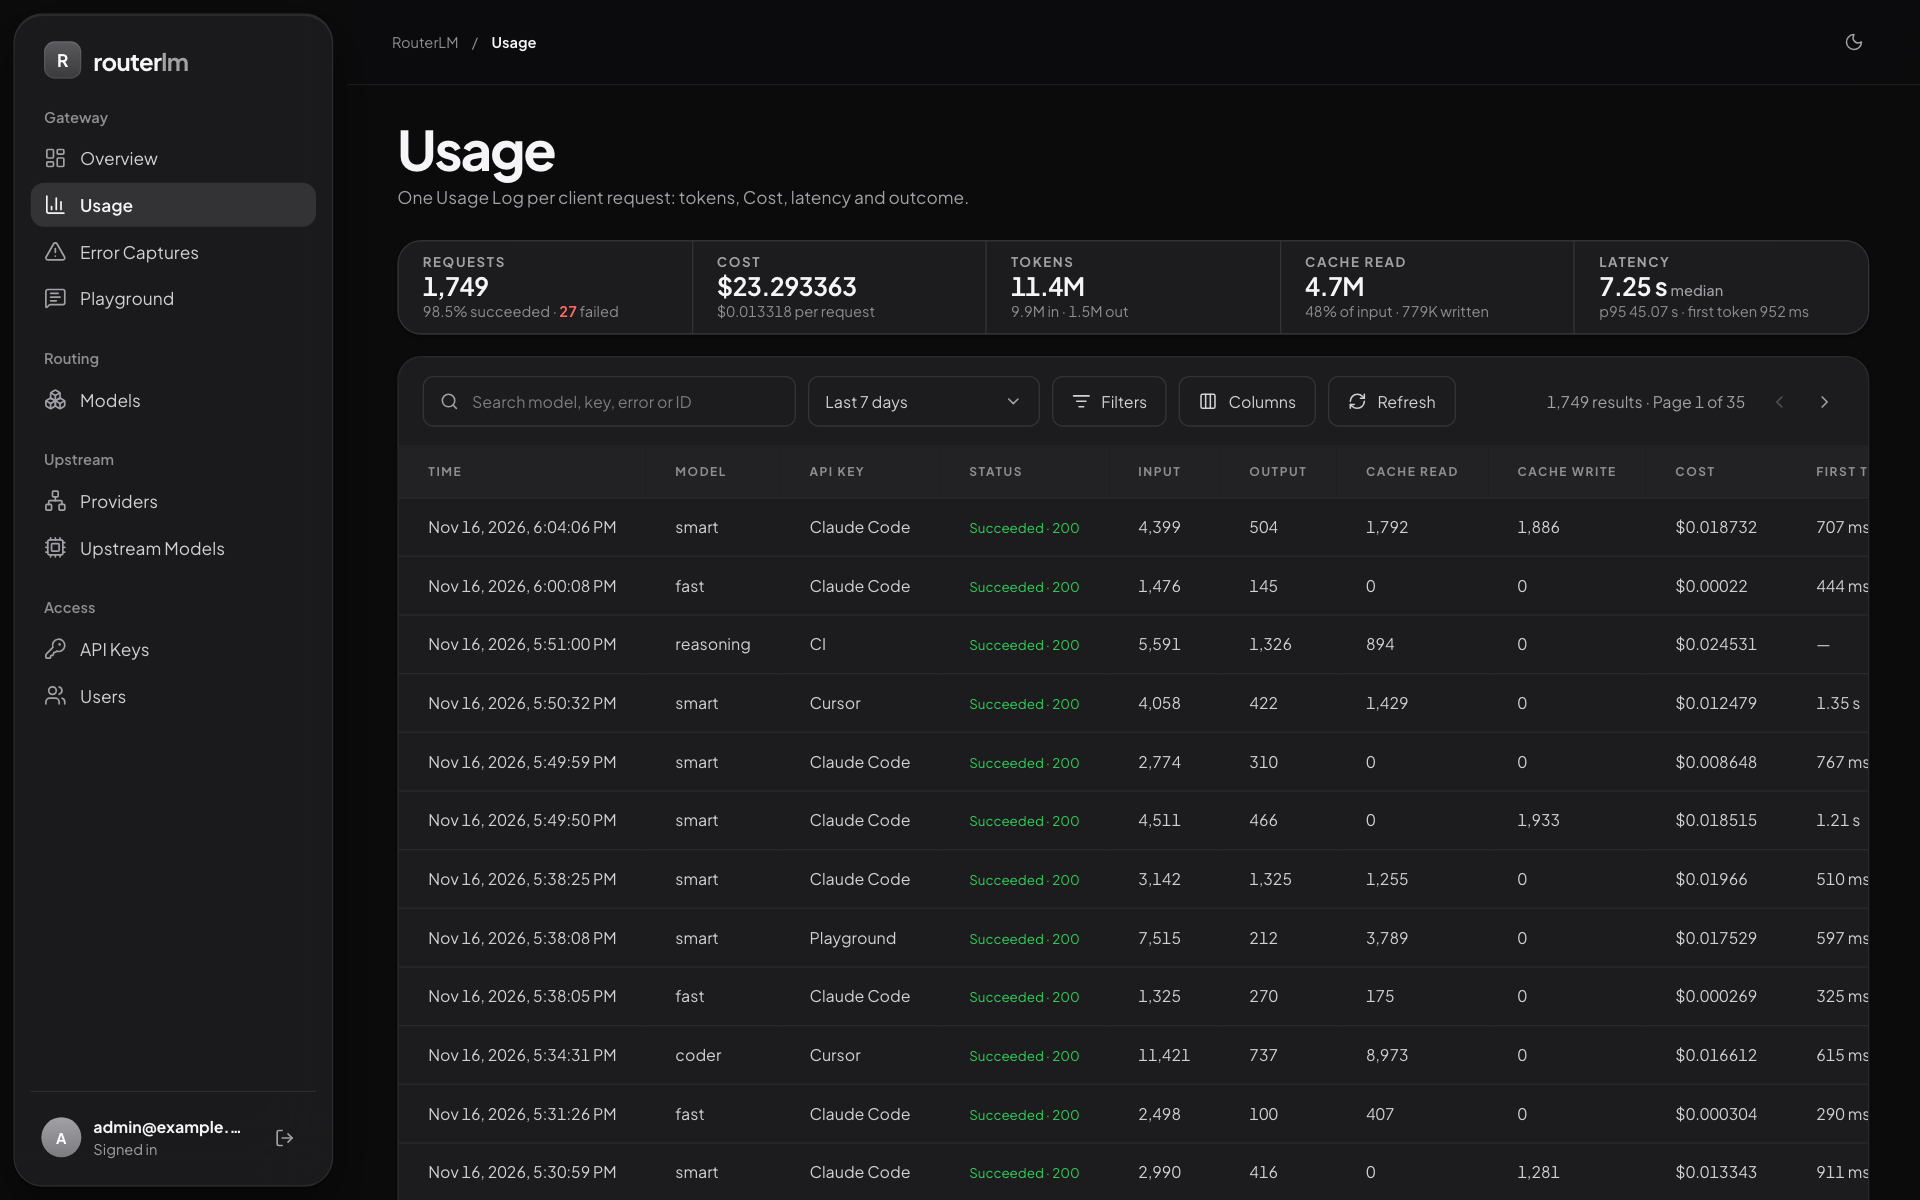 R routerlm
Gateway
Overview
Usage
Error Captures
Playground
Routing
Models
Upstream
Providers
Upstream Models
Access
API Keys
Users
A
admin@example....
Signed in
RouterLM / Usage
Usage
One Usage Log per client request: tokens, Cost, latency and outcome.
REQUESTS
1,749
98.5% succeeded · 27 failed
COST
$23.293363
$0.013318 per request
TOKENS
11.4M
9.9M in · 1.5M out
CACHE READ
4.7M
48% of input · 779K written
LATENCY
7.25 s median
p95 45.07 s · first token 952 ms
Search model, key, error or ID
Last 7 days
Filters
Columns
Refresh
1,749 results · Page 1 of 35
TIME MODEL API KEY STATUS INPUT OUTPUT CACHE READ CACHE WRITE COST FIRST T
Nov 16, 2026, 6:04:06 PM smart Claude Code Succeeded · 200 4,399 504 1,792 1,886 $0.018732 707 ms
Nov 16, 2026, 6:00:08 PM fast Claude Code Succeeded · 200 1,476 145 0 0 $0.00022 444 ms
Nov 16, 2026, 5:51:00 PM reasoning CI Succeeded · 200 5,591 1,326 894 0 $0.024531 —
Nov 16, 2026, 5:50:32 PM smart Cursor Succeeded · 200 4,058 422 1,429 0 $0.012479 1.35 s
Nov 16, 2026, 5:49:59 PM smart Claude Code Succeeded · 200 2,774 310 0 0 $0.008648 767 ms
Nov 16, 2026, 5:49:50 PM smart Claude Code Succeeded · 200 4,511 466 0 1,933 $0.018515 1.21 s
Nov 16, 2026, 5:38:25 PM smart Claude Code Succeeded · 200 3,142 1,325 1,255 0 $0.01966 510 ms
Nov 16, 2026, 5:38:08 PM smart Playground Succeeded · 200 7,515 212 3,789 0 $0.017529 597 ms
Nov 16, 2026, 5:38:05 PM fast Claude Code Succeeded · 200 1,325 270 175 0 $0.000269 325 ms
Nov 16, 2026, 5:34:31 PM coder Cursor Succeeded · 200 11,421 737 8,973 0 $0.016612 615 ms
Nov 16, 2026, 5:31:26 PM fast Claude Code Succeeded · 200 2,498 100 407 0 $0.000304 290 ms
Nov 16, 2026, 5:30:59 PM smart Claude Code Succeeded · 200 2,990 416 0 1,281 $0.013343 911 ms